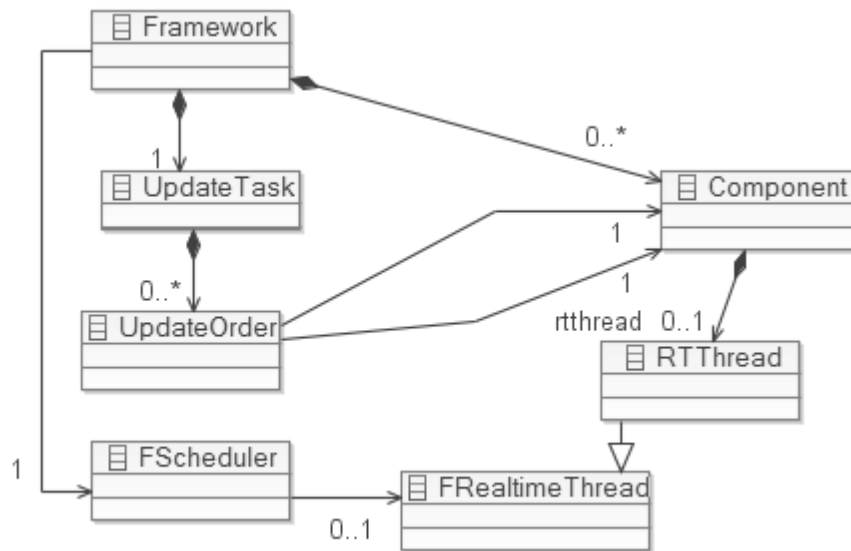 Framework
0..*
1
UpdateTask
Component
1
0..*
1
UpdateOrder
rtthread 0..1
RTThread
FScheduler
1
FRealtimeThread
0..1